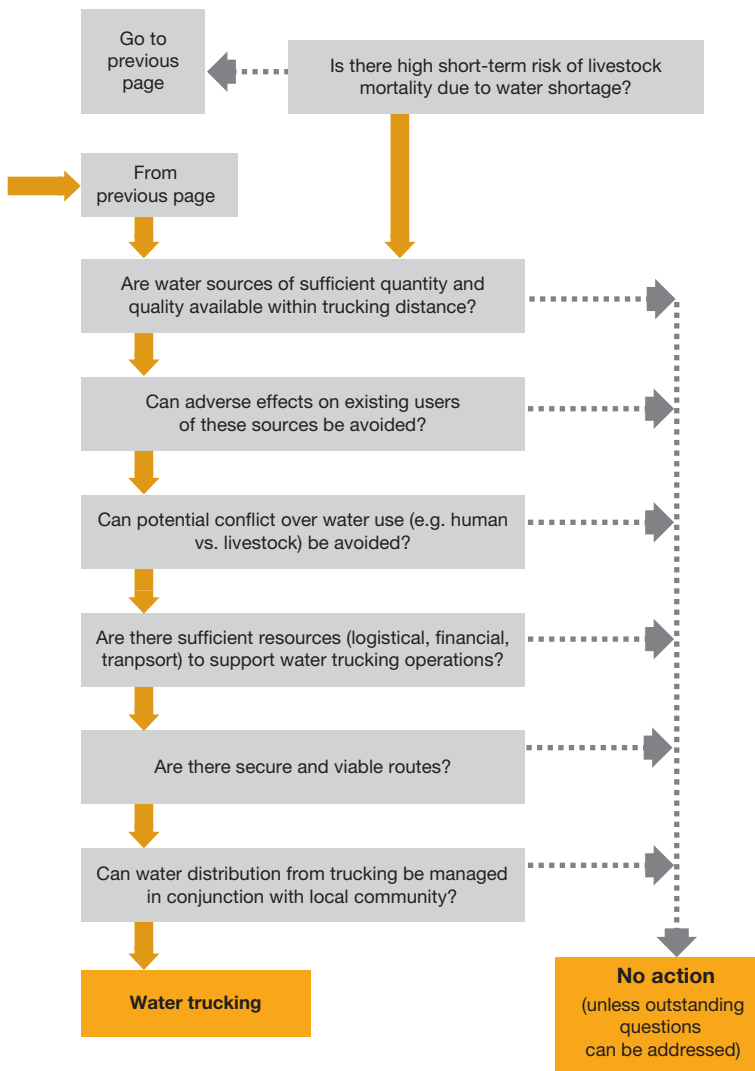 Go to
previous
page
Is there high short-term risk of livestock
mortality due to water shortage?
From
previous page
Are water sources of sufficient quantity and
quality available within trucking distance?
Can adverse effects on existing users
of these sources be avoided?
Can potential conflict over water use (e.g. human
vs. livestock) be avoided?
Are there sufficient resources (logistical, financial,
tranpsort) to support water trucking operations?
Are there secure and viable routes?
Can water distribution from trucking be managed
in conjunction with local community?
Water trucking
No action
(unless outstanding
questions
can be addressed)